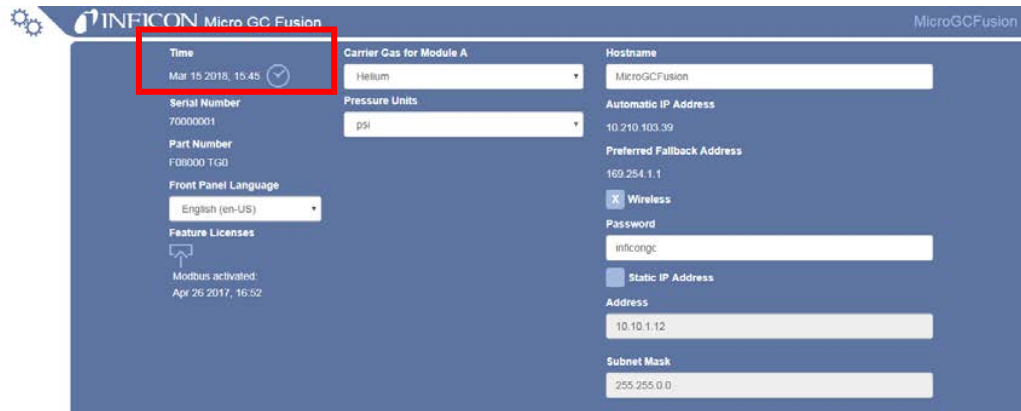 INFICON Micro GC Fusion
MicroGCFusion
Time
Mar 15 2018, 15:45
Serial Number
70000001
Part Number
F08000 TG0
Front Panel Language
English (en-US)
Feature Licenses
Modbus activated:
Apr 26 2017, 16:52
Carrier Gas for Module A
Helium
Pressure Units
psi
Hostname
MicroGCFusion
Automatic IP Address
10.210.103.39
Preferred Fallback Address
169.254.1.1
X Wireless
Password
inficongc
Static IP Address
Address
10.10.1.12
Subnet Mask
255.255.0.0